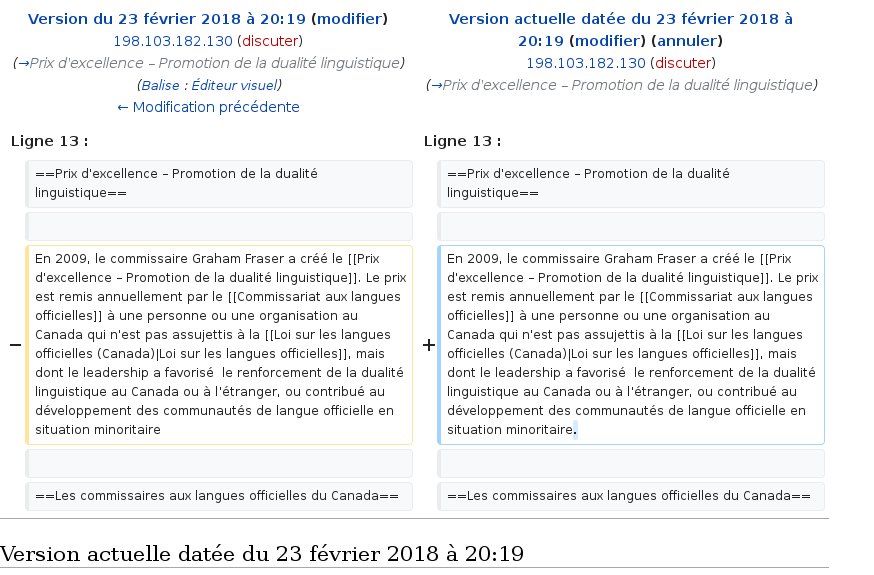 Version du 23 février 2018 à 20:19 (modifier)
198.103.182.130 (discuter)
(→Prix d'excellence – Promotion de la dualité linguistique)
(Balise : Éditeur visuel)
← Modification précédente
Version actuelle datée du 23 février 2018 à
20:19 (modifier) (annuler)
198.103.182.130 (discuter)
(→Prix d'excellence – Promotion de la dualité linguistique)
Ligne 13 :
Ligne 13 :
==Prix d'excellence – Promotion de la dualité
linguistique==
==Prix d'excellence – Promotion de la dualité
linguistique==
−
En 2009, le commissaire Graham Fraser a créé le [[Prix
d'excellence – Promotion de la dualité linguistique]]. Le prix
est remis annuellement par le [[Commissariat aux langues
officielles]] à une personne ou une organisation au
Canada qui n'est pas assujettis à la [[Loi sur les langues
officielles (Canada)|Loi sur les langues officielles]], mais
dont le leadership a favorisé  le renforcement de la dualité
linguistique au Canada ou à l'étranger, ou contribué au
développement des communautés de langue officielle en
situation minoritaire
+
En 2009, le commissaire Graham Fraser a créé le [[Prix
d'excellence – Promotion de la dualité linguistique]]. Le prix
est remis annuellement par le [[Commissariat aux langues
officielles]] à une personne ou une organisation au
Canada qui n'est pas assujettis à la [[Loi sur les langues
officielles (Canada)|Loi sur les langues officielles]], mais
dont le leadership a favorisé  le renforcement de la dualité
linguistique au Canada ou à l'étranger, ou contribué au
développement des communautés de langue officielle en
situation minoritaire.
==Les commissaires aux langues officielles du Canada==
==Les commissaires aux langues officielles du Canada==
Version actuelle datée du 23 février 2018 à 20:19